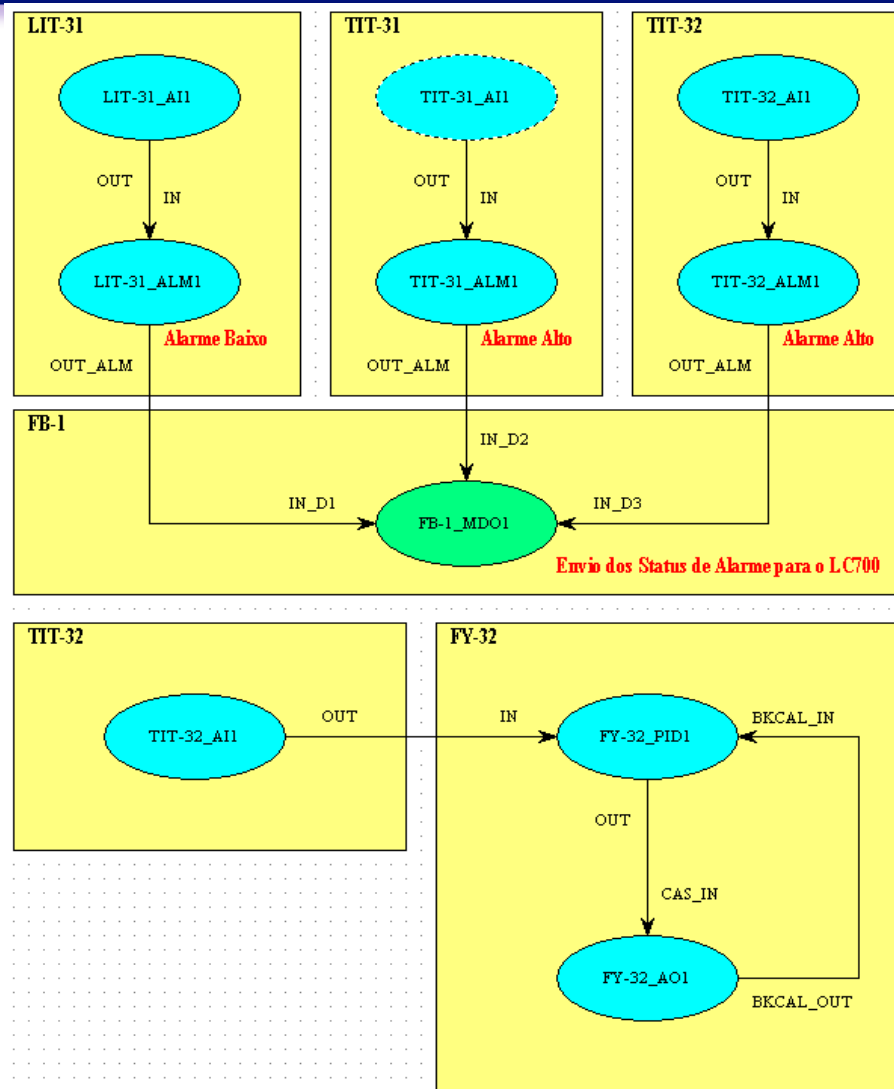 LIT-31
TIT-31
TIT-32
LIT-31_AI1
TIT-31_AI1
TIT-32_AI1
OUT
IN
OUT
IN
OUT
IN
LIT-31_ALM1
TIT-31_ALM1
TIT-32_ALM1
Alarme Baixo
Alarme Alto
Alarme Alto
OUT_ALM
OUT_ALM
OUT_ALM
FB-1
IN_D2
IN_D1
IN_D3
FB-1_MDO1
Envio dos Status de Alarme para o LC700
TIT-32
FY-32
OUT
IN
BKCAL_IN
TIT-32_AI1
FY-32_PID1
OUT
CAS_IN
FY-32_AO1
BKCAL_OUT